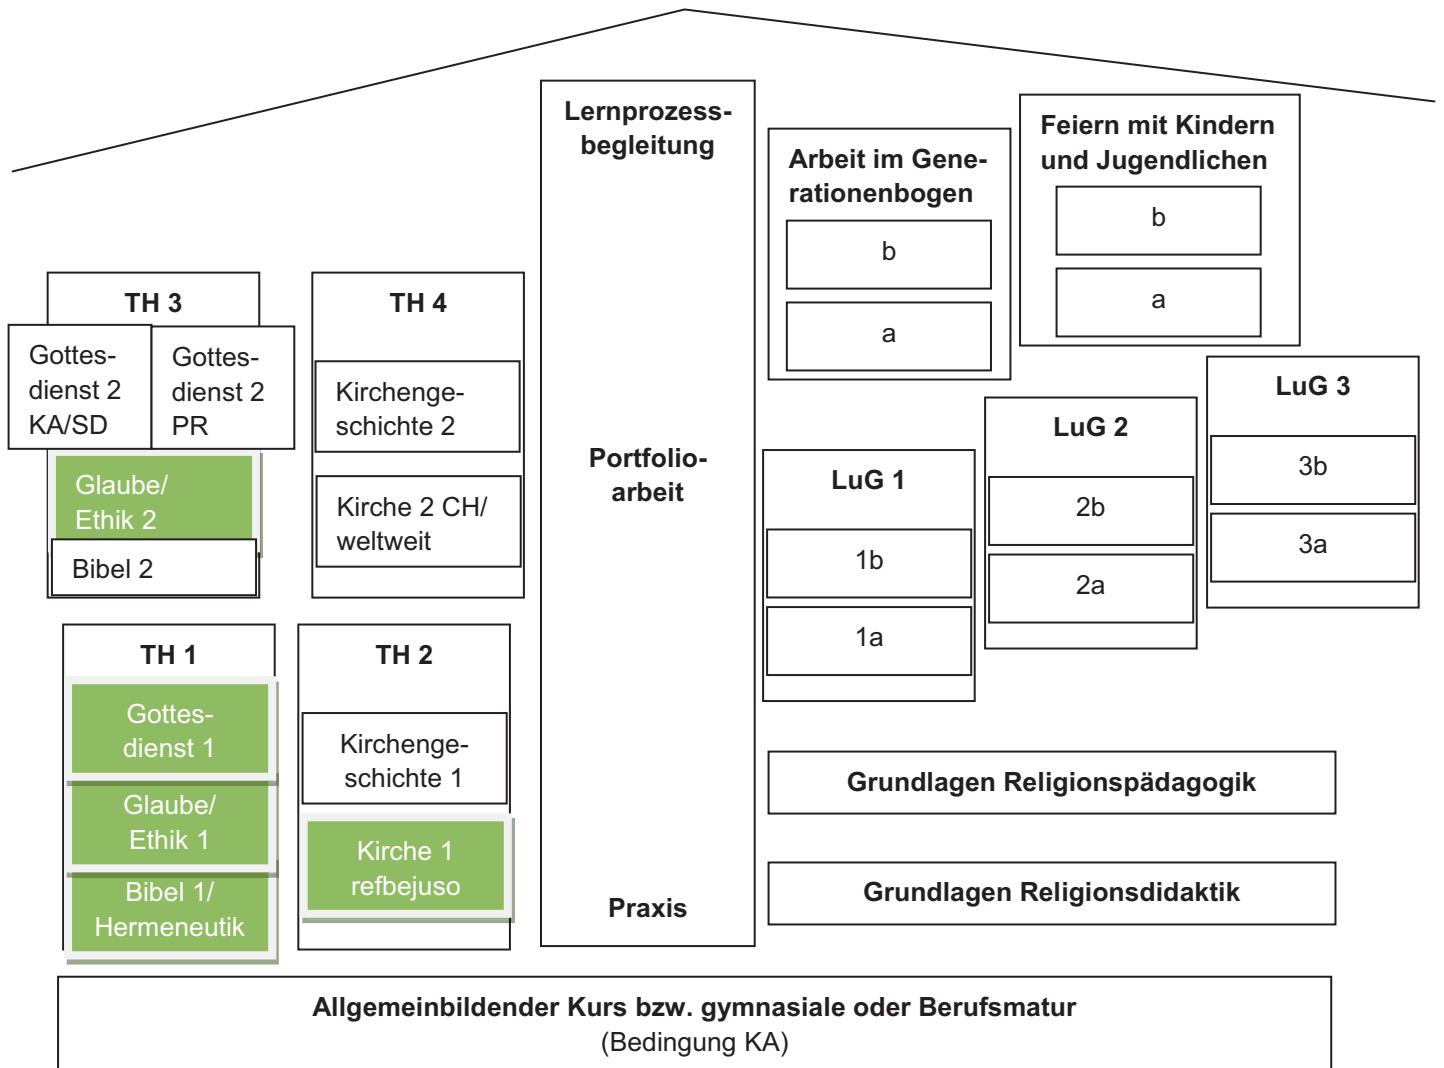 Lernprozess-
begleitung
Portfolio-
arbeit
Praxis
Arbeit im Gene-
rationenbogen
b
a
Feiern mit Kindern
und Jugendlichen
b
a
TH 3
Gottes-
dienst 2
KA/SD
Gottes-
dienst 2
PR
Glaube/
Ethik 2
Bibel 2
TH 4
Kirchenge-
schichte 2
Kirche 2 CH/
weltweit
LuG 1
1b
1a
LuG 2
2b
2a
LuG 3
3b
3a
TH 1
Gottes-
dienst 1
Glaube/
Ethik 1
Bibel 1/
Hermeneutik
TH 2
Kirchenge-
schichte 1
Kirche 1
refbejuso
Grundlagen Religionspädagogik
Grundlagen Religionsdidaktik
Allgemeinbildender Kurs bzw. gymnasiale oder Berufsmatur
(Bedingung KA)